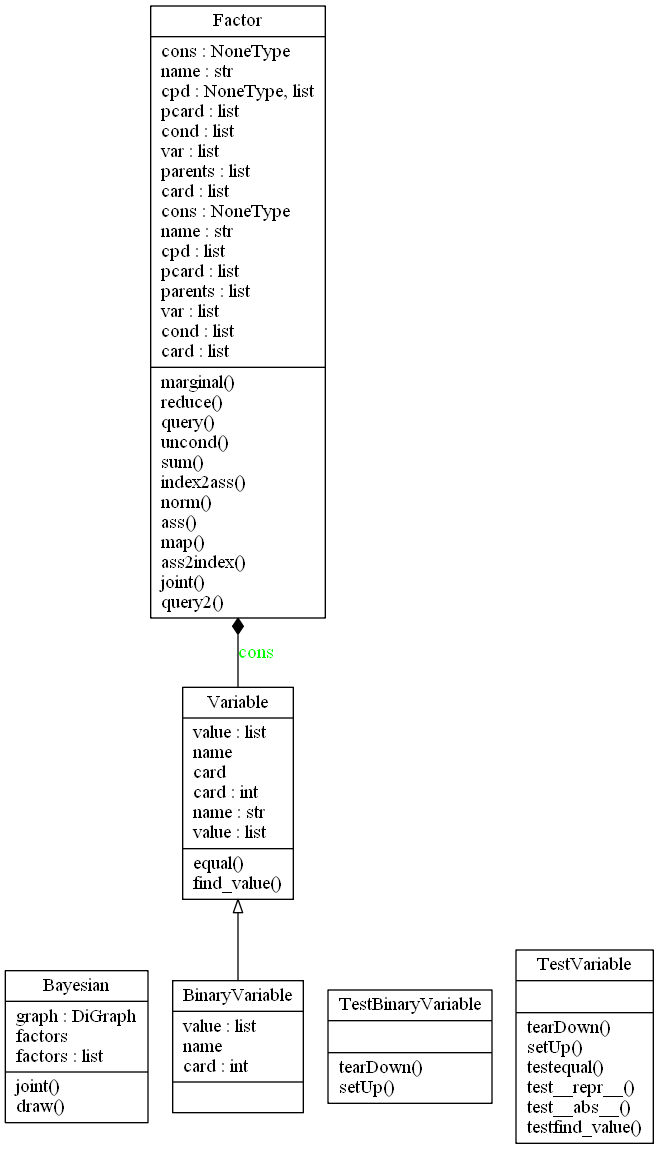 Factor
cons : NoneType
name : str
cpd : NoneType, list
pcard : list
cond : list
var : list
parents : list
card : list
cons : NoneType
name : str
cpd : list
pcard : list
parents : list
var : list
cond : list
card : list
marginal()
reduce()
query()
uncond()
sum()
index2ass()
norm()
ass()
map()
ass2index()
joint()
query2()
cons
Variable
value : list
name
card
card : int
name : str
value : list
equal()
find_value()
Bayesian
graph : DiGraph
factors
factors : list
joint()
draw()
BinaryVariable
value : list
name
card : int
TestBinaryVariable
tearDown()
setUp()
TestVariable
tearDown()
setUp()
testequal()
test__repr__()
test__abs__()
testfind_value()